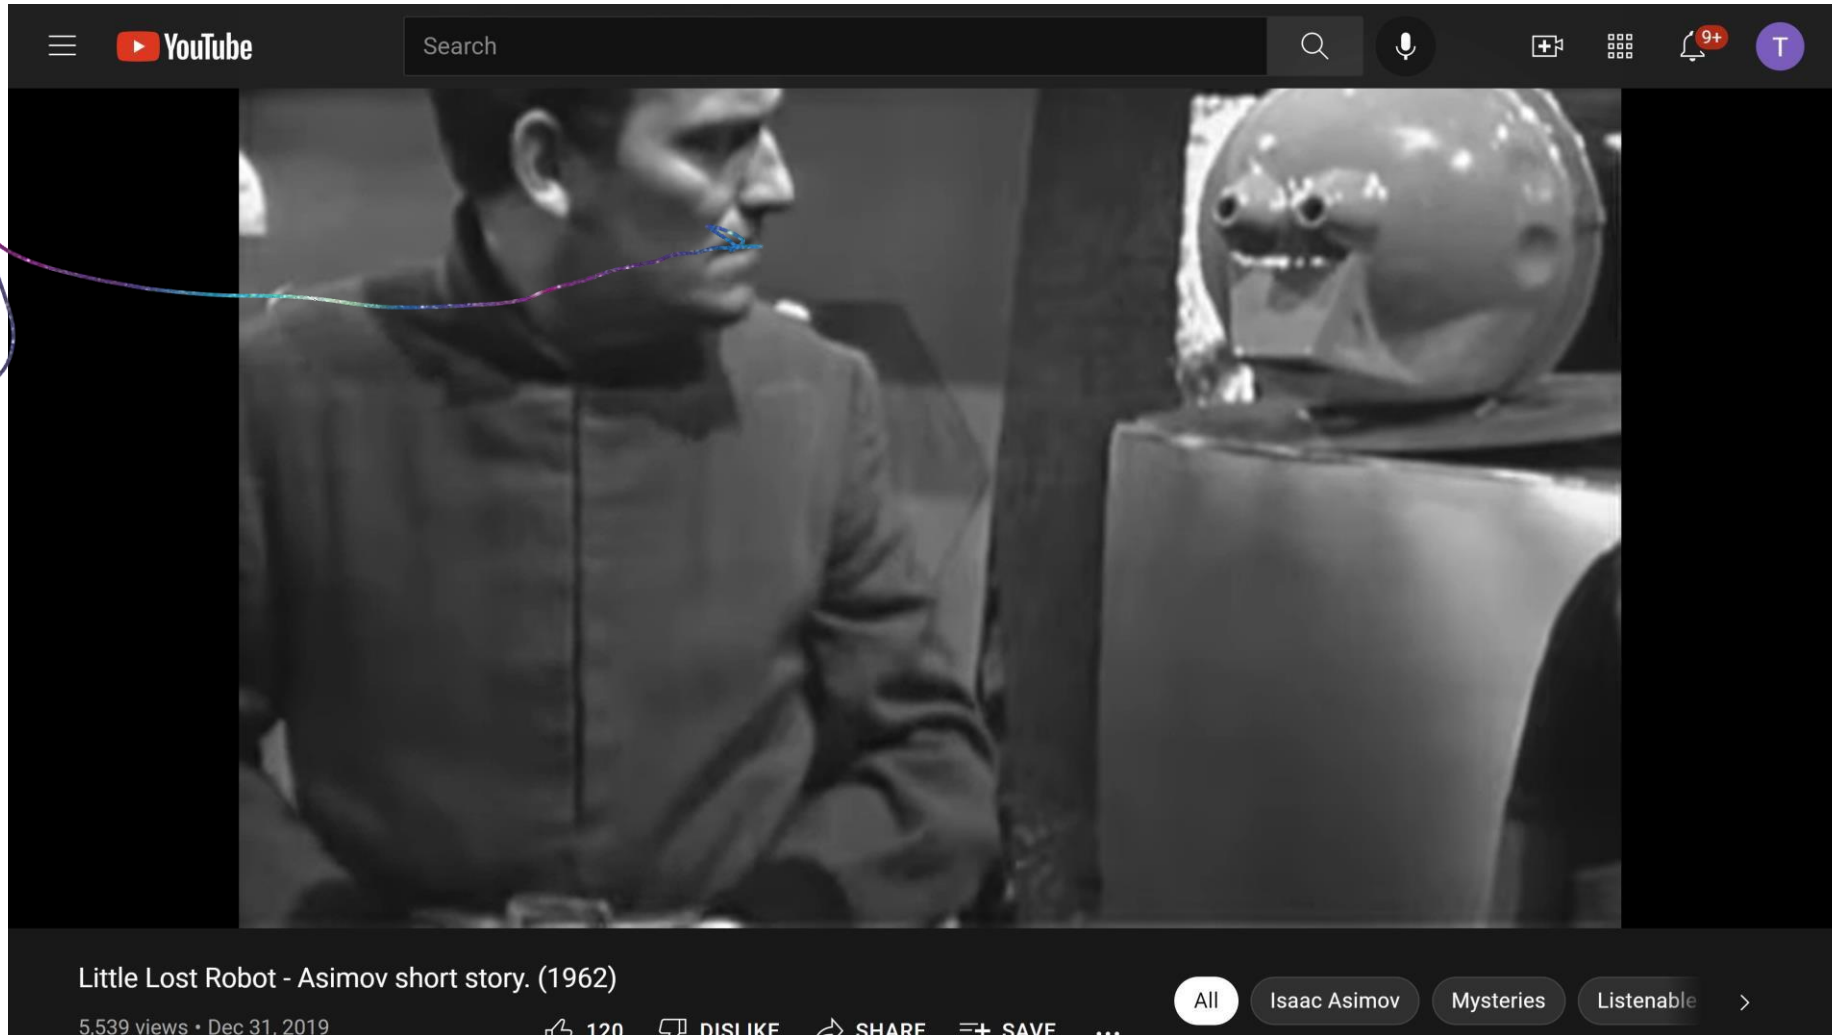 YouTube
Search
9+
T
Little Lost Robot - Asimov short story. (1962)
5,539 views • Dec 31, 2019
120
DISLIKE
SHARE
SAVE
All
Isaac Asimov
Mysteries
Listenable